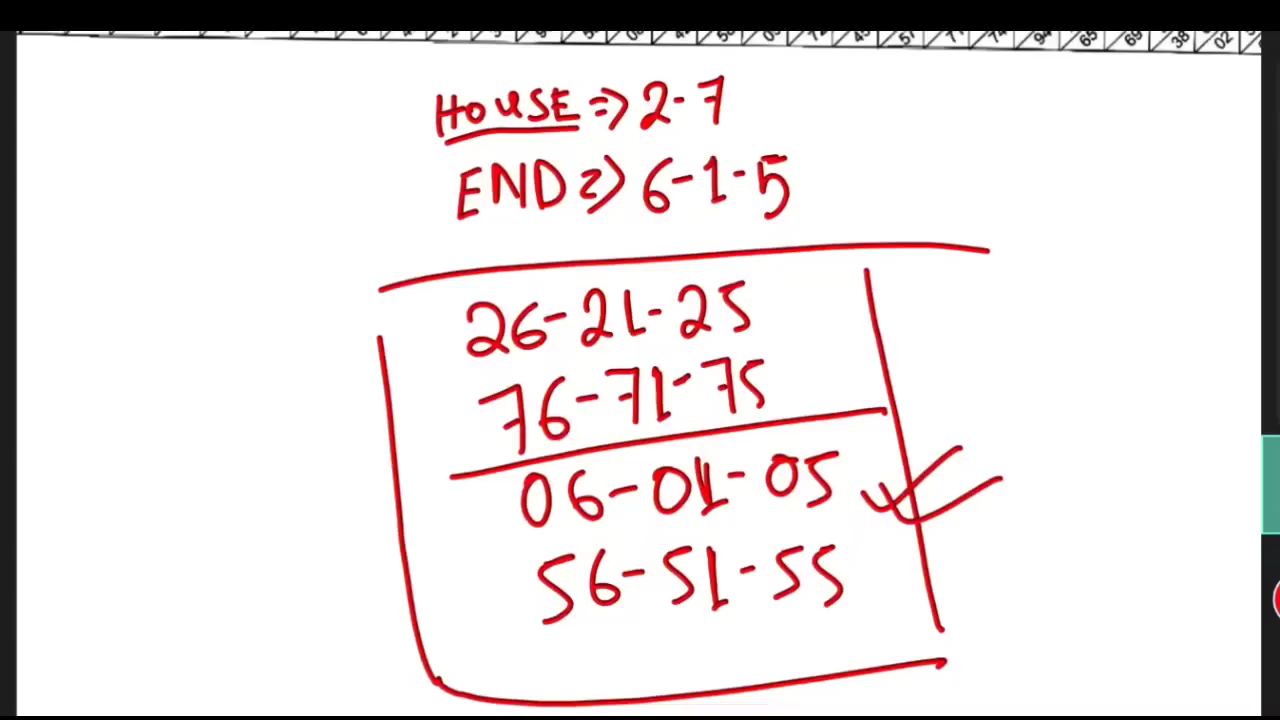 HOUSE => 2-7
END => 6-1-5
26-21-25
76-71-75
06-01-05
56-51-55